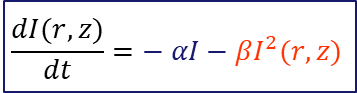 dI(r, z)/dt = − αI − βI²(r, z)